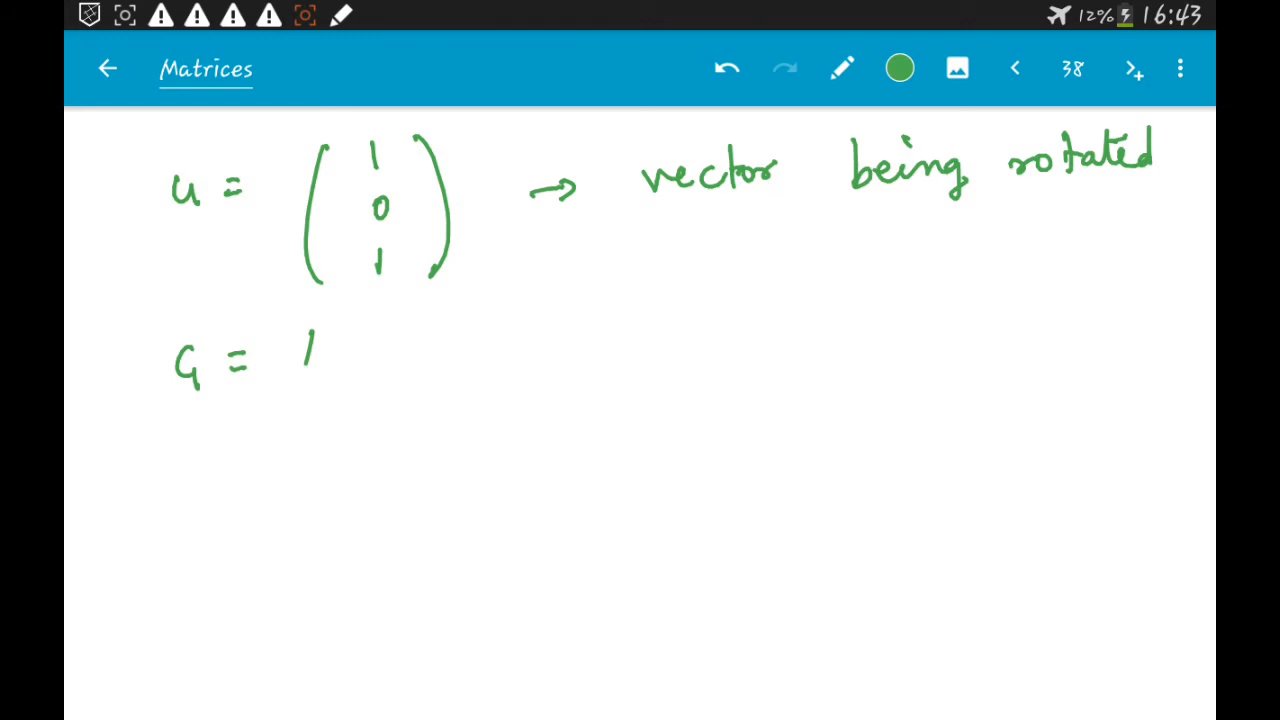 12% 16:43
Matrices
38
u = ( 1 0 1 ) → vector being rotated
G =